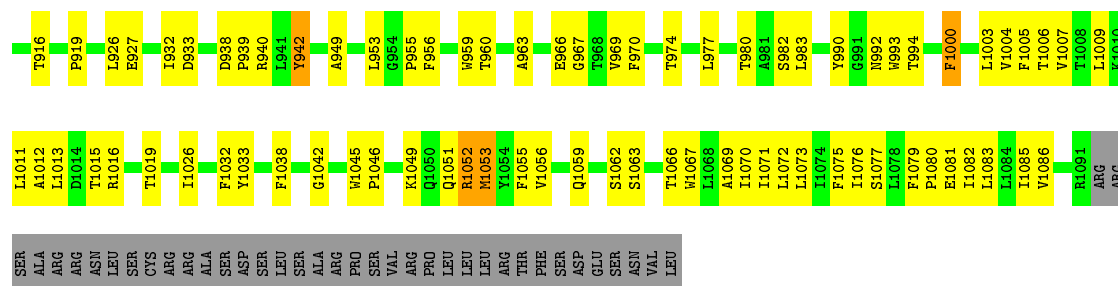 T916 P919 L926 E927 I932 D933 D938 P939 R940 L941 Y942 A949 L953 G954 P955 F956 W959 T960 A963 E966 G967 T968 V969 F970 T974 L977 T980 A981 S982 L983 Y990 G991 N992 W993 T994 F1000 L1003 V1004 F1005 T1006 V1007 T1008 L1009 K1010
L1011 A1012 L1013 D1014 T1015 R1016 T1019 I1026 F1032 Y1033 F1038 G1042 W1045 P1046 K1049 Q1050 Q1051 R1052 M1053 Y1054 F1055 V1056 Q1059 S1062 S1063 T1066 W1067 L1068 A1069 I1070 I1071 L1072 L1073 I1074 F1075 I1076 S1077 L1078 F1079 P1080 E1081 I1082 L1083 L1084 I1085 V1086 R1091 ARG ARG
SER ALA ARG ARG ASN LEU SER CYS ARG ARG ALA SER ASP SER LEU SER ALA ARG PRO SER VAL ARG PRO LEU LEU LEU ARG THR PHE SER ASP GLU SER ASN VAL LEU